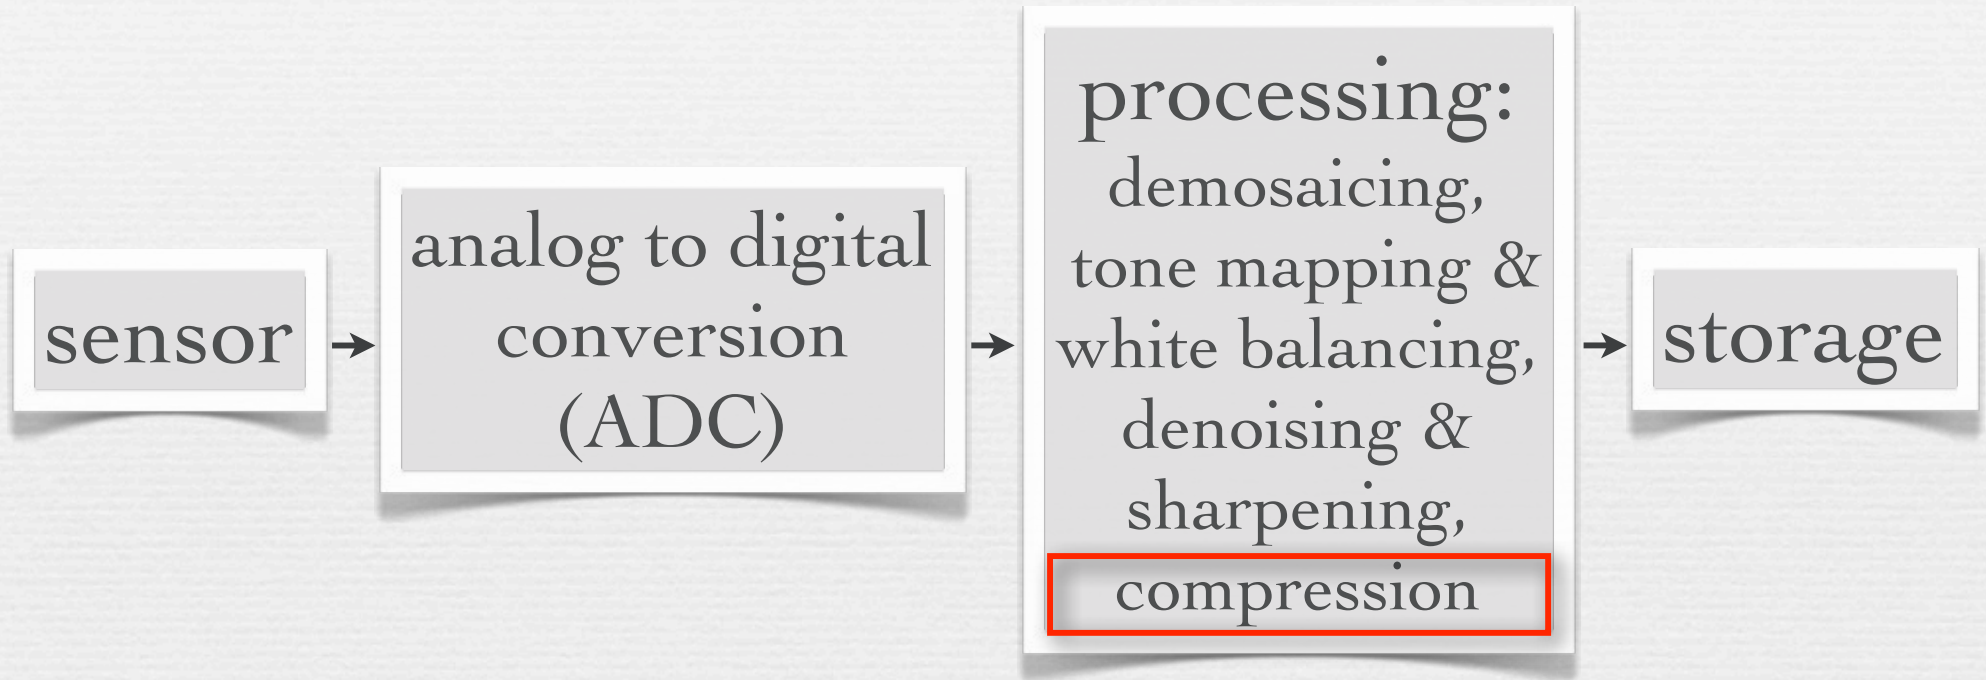 sensor
analog to digital
conversion
(ADC)
processing:
demosaicing,
tone mapping &
white balancing,
denoising &
sharpening,
compression
storage